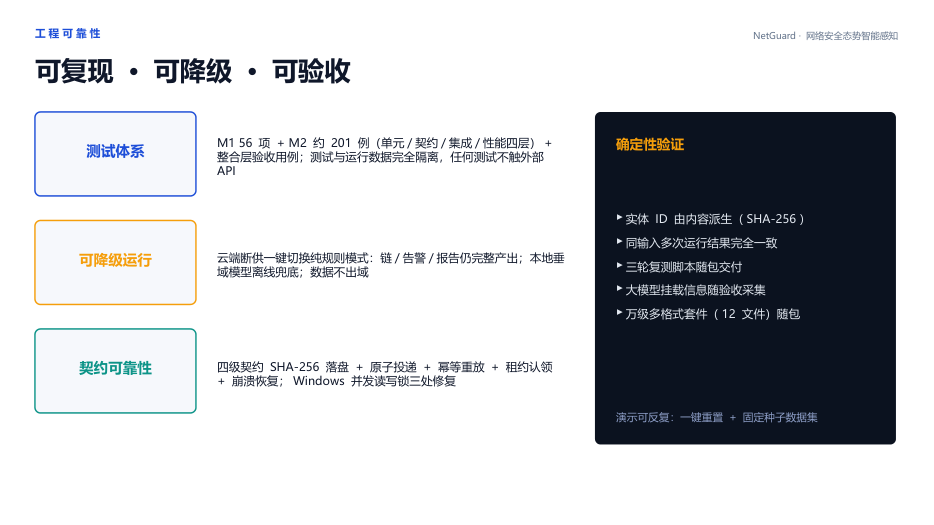 工程可靠性
NetGuard · 网络安全态势智能感知
可复现 • 可降级 • 可验收
测试体系
M1 56 项 + M2 约 201 例（单元 / 契约 / 集成 / 性能四层） +
整合层验收用例；测试与运行数据完全隔离，任何测试不触外部
API
可降级运行
云端断供一键切换纯规则模式：链 / 告警 / 报告仍完整产出；本地垂
域模型离线兜底；数据不出域
契约可靠性
四级契约 SHA-256 落盘 + 原子投递 + 幂等重放 + 租约认领
+ 崩溃恢复； Windows 并发读写锁三处修复
确定性验证
▸ 实体 ID 由内容派生（ SHA-256 ）
▸ 同输入多次运行结果完全一致
▸ 三轮复测脚本随包交付
▸ 大模型挂载信息随验收采集
▸ 万级多格式套件（ 12 文件）随包
演示可反复：一键重置 + 固定种子数据集